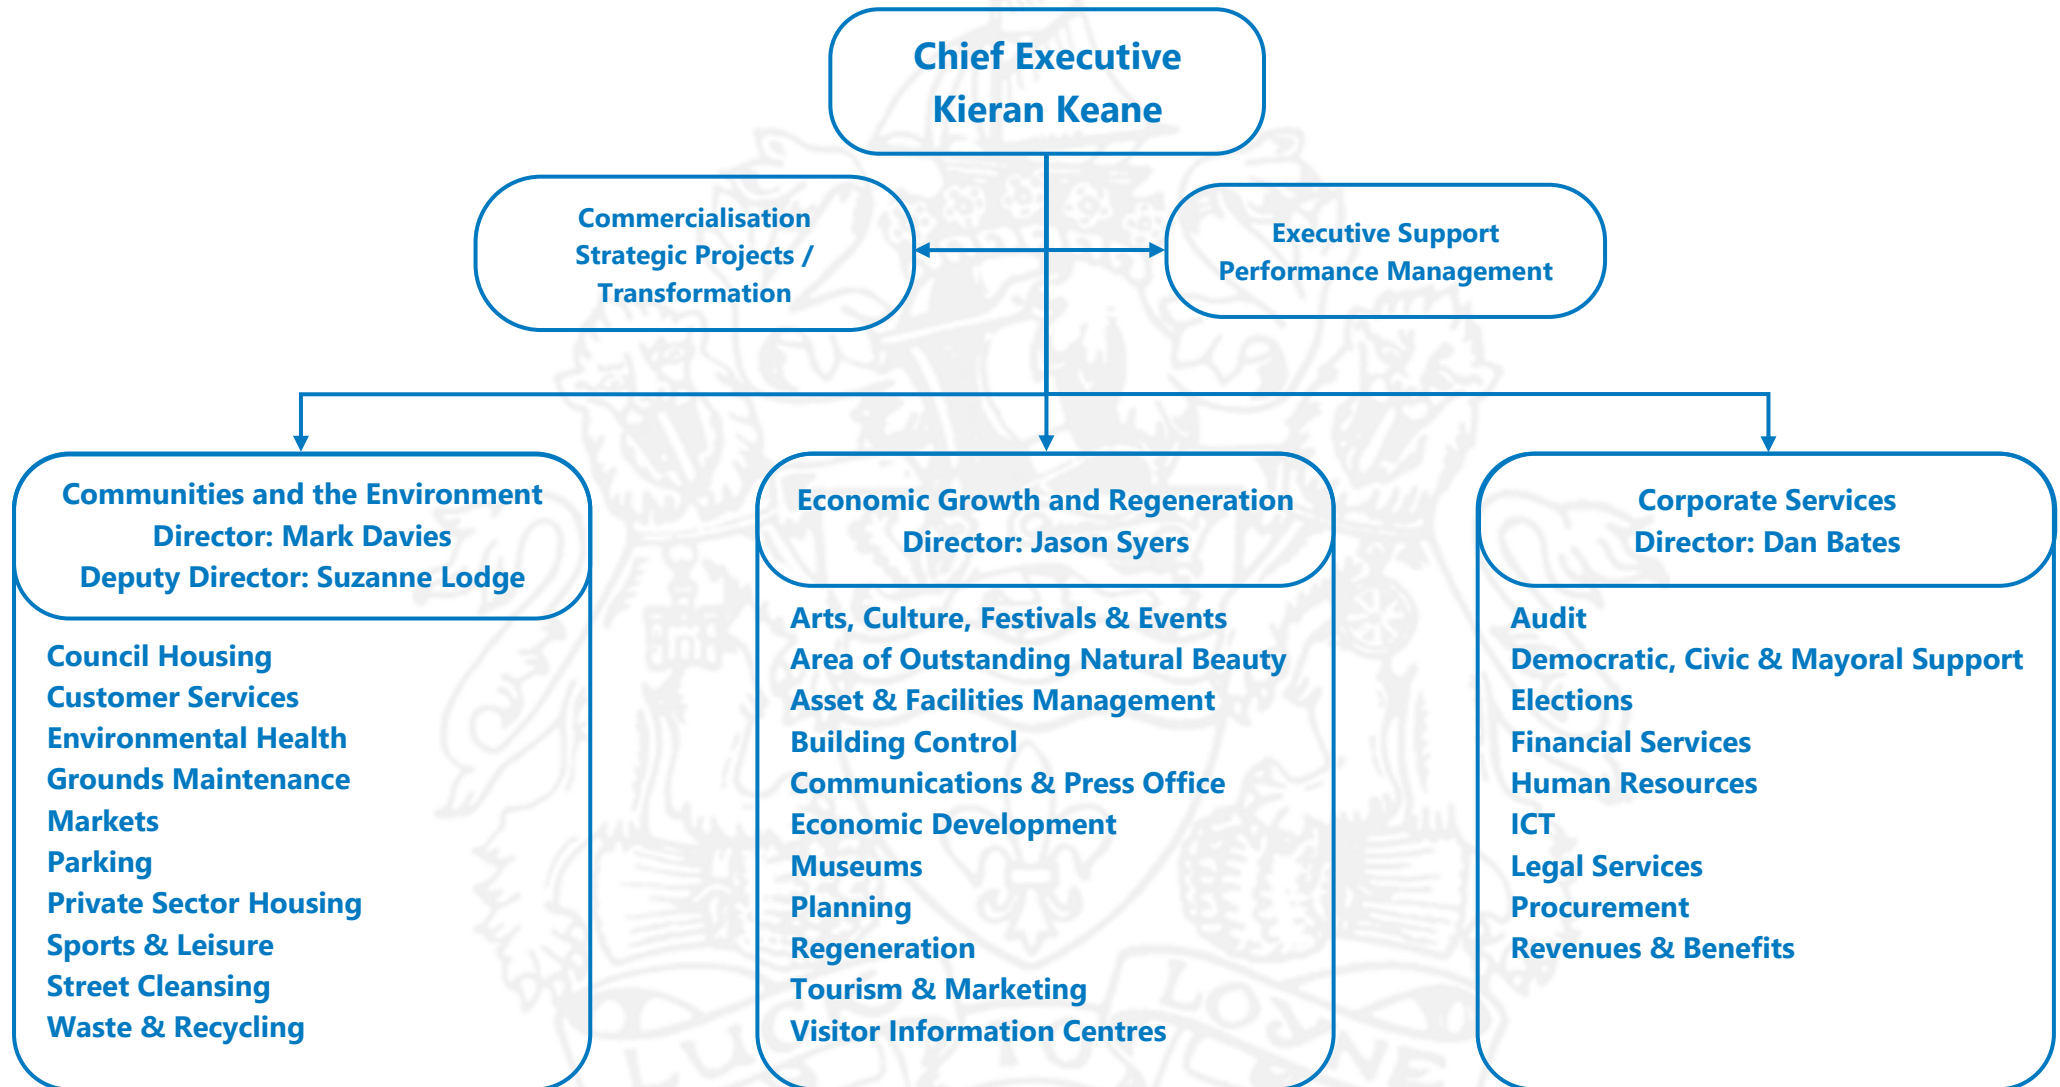 Chief Executive
Kieran Keane
Commercialisation
Strategic Projects /
Transformation
Executive Support
Performance Management
Communities and the Environment
Director: Mark Davies
Deputy Director: Suzanne Lodge
Council Housing
Customer Services
Environmental Health
Grounds Maintenance
Markets
Parking
Private Sector Housing
Sports & Leisure
Street Cleansing
Waste & Recycling
Economic Growth and Regeneration
Director: Jason Syers
Arts, Culture, Festivals & Events
Area of Outstanding Natural Beauty
Asset & Facilities Management
Building Control
Communications & Press Office
Economic Development
Museums
Planning
Regeneration
Tourism & Marketing
Visitor Information Centres
Corporate Services
Director: Dan Bates
Audit
Democratic, Civic & Mayoral Support
Elections
Financial Services
Human Resources
ICT
Legal Services
Procurement
Revenues & Benefits